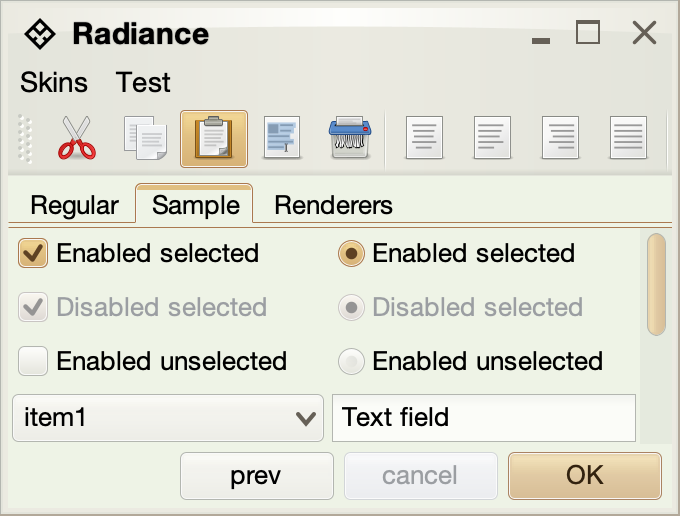 Radiance
Skins Test
Regular Sample Renderers
Enabled selected Enabled selected
Disabled selected Disabled selected
Enabled unselected Enabled unselected
item1 Text field
prev cancel OK